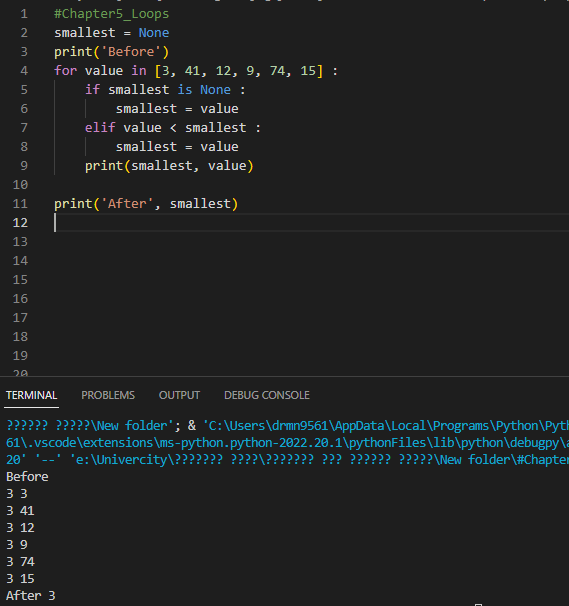 1 #Chapter5_Loops
2 smallest = None
3 print('Before')
4 for value in [3, 41, 12, 9, 74, 15] :
5     if smallest is None :
6         smallest = value
7     elif value < smallest :
8         smallest = value
9     print(smallest, value)
10
11 print('After', smallest)
12
13
14
15
16
17
18
19
20
TERMINAL PROBLEMS OUTPUT DEBUG CONSOLE
?????? ?????\New folder'; & 'C:\Users\drmn9561\AppData\Local\Programs\Python\Pyt
61\.vscode\extensions\ms-python.python-2022.20.1\pythonFiles\lib\python\debugpy\a
20' '--' 'e:\Univercity\??????? ????\??????? ??? ?????? ?????\New folder\#Chapter
Before
3 3
3 41
3 12
3 9
3 74
3 15
After 3